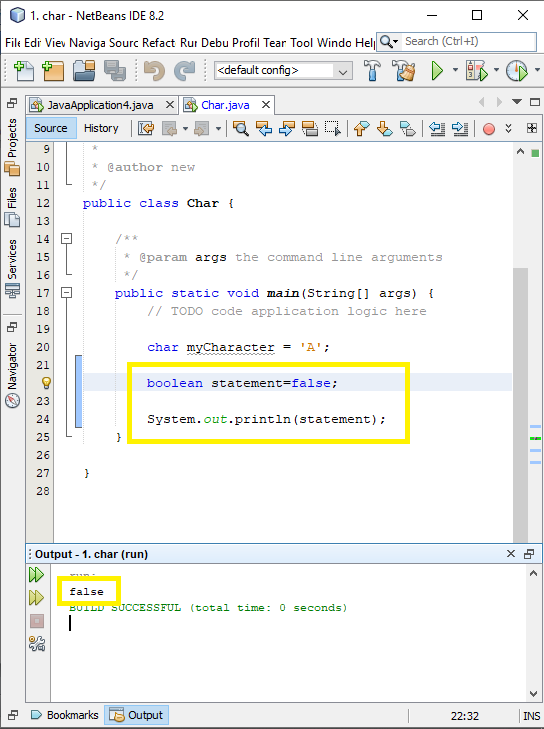 1. char - NetBeans IDE 8.2
File Edit View Naviga Sourc Refact Run Debu Profil Tear Tool Windo Help
Search (Ctrl+I)
<default config>
JavaApplication4.java
Char.java
Source
History
Projects
Files
Services
Navigator
9 *
10 * @author new
11 */
12 public class Char {
13
14 /**
15 * @param args the command line arguments
16 */
17 public static void main(String[] args) {
18 // TODO code application logic here
19
20 char myCharacter = 'A';
21
boolean statement=false;
23
24 System.out.println(statement);
25 }
26
27 }
28
Output - 1. char (run)
run:
false
BUILD SUCCESSFUL (total time: 0 seconds)
Bookmarks
Output
22:32
INS